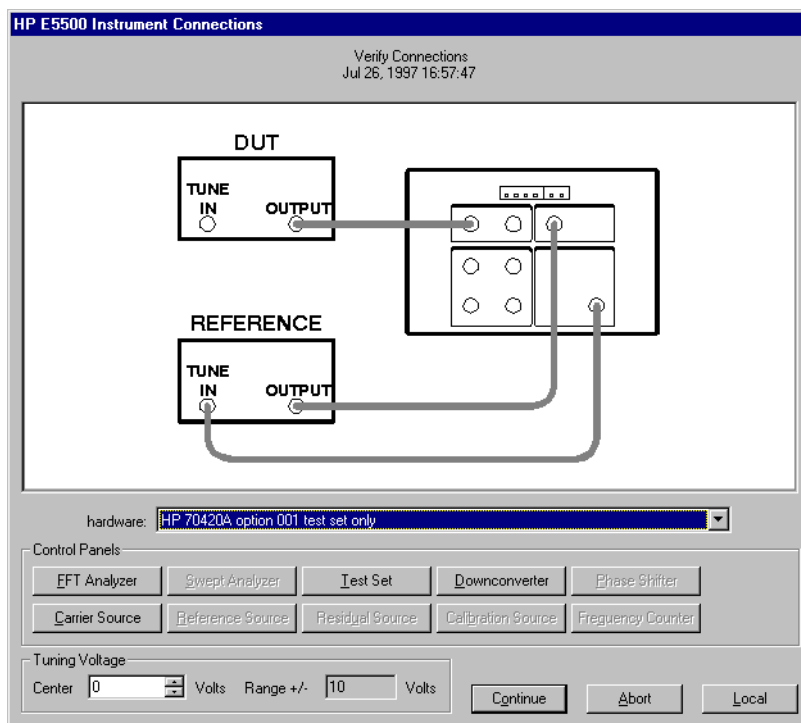 HP E5500 Instrument Connections
Verify Connections
Jul 26, 1997 16:57:47
DUT
TUNE
IN OUTPUT
REFERENCE
TUNE
IN OUTPUT
hardware: HP 70420A option 001 test set only
Control Panels
FFT Analyzer Swept Analyzer Test Set Downconverter Phase Shifter
Carrier Source Reference Source Residual Source Calibration Source Frequency Counter
Tuning Voltage
Center 0 Volts Range +/- 10 Volts
Continue Abort Local